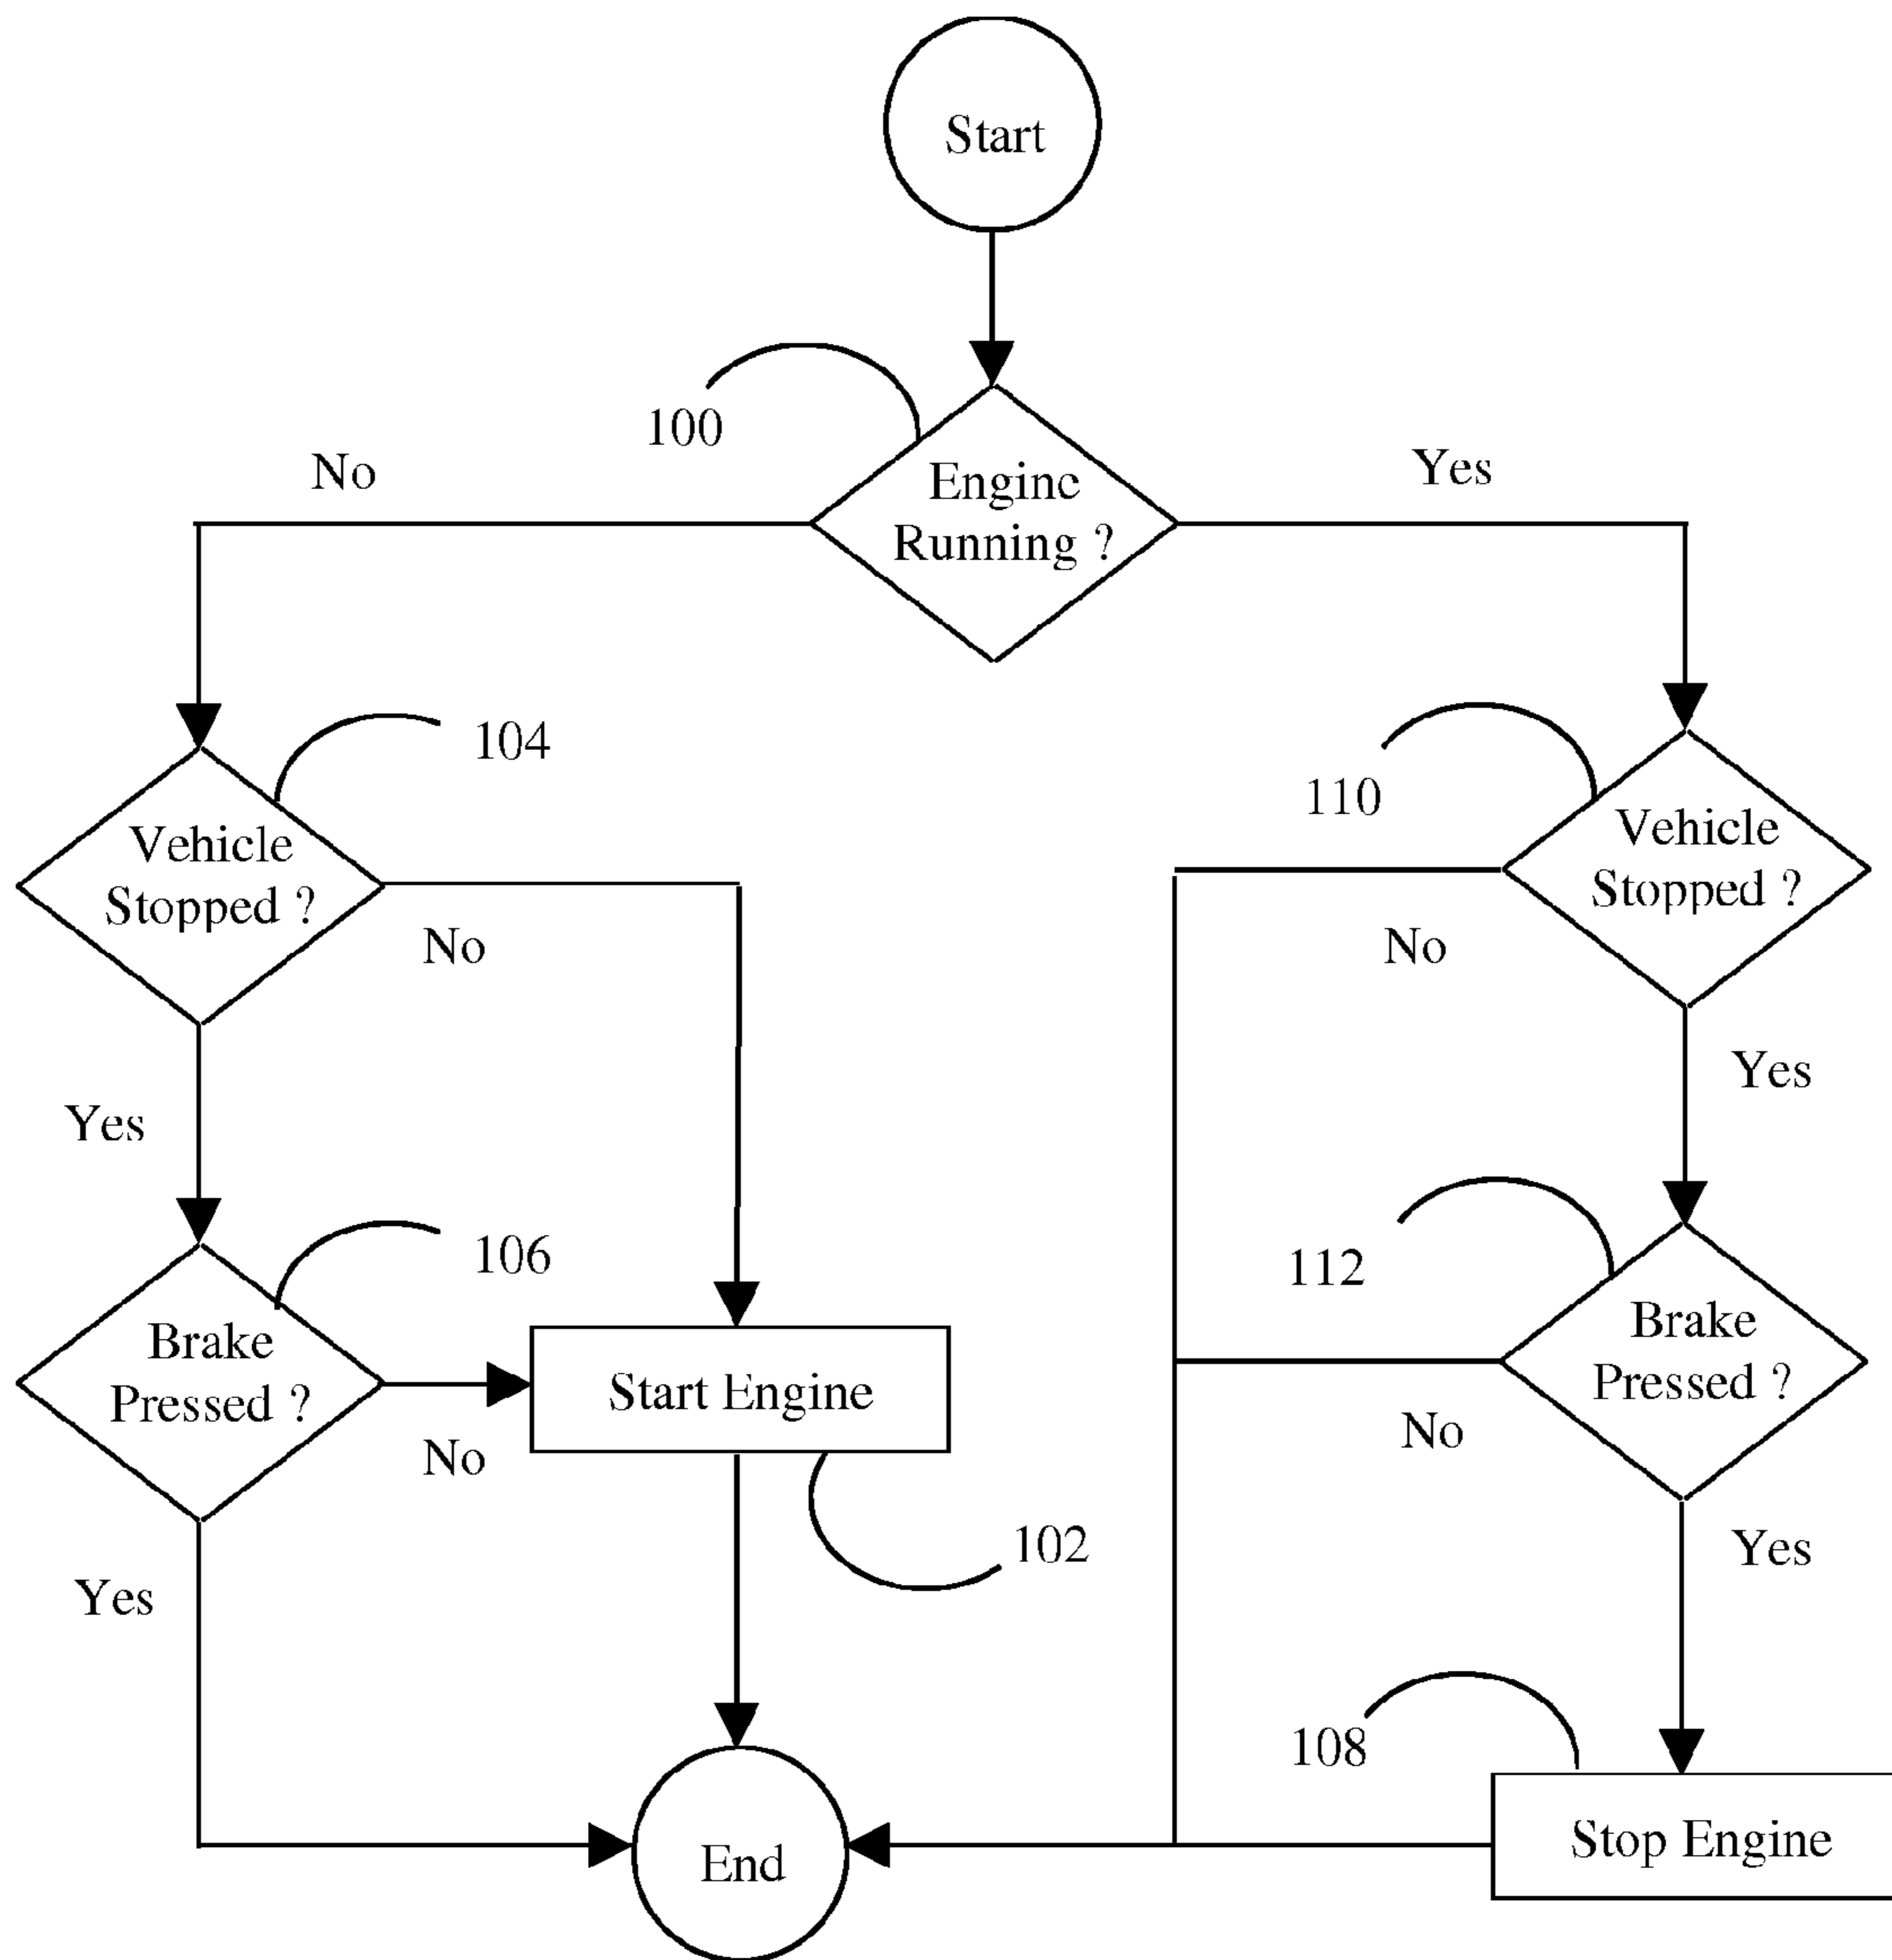 Start
100
No
Engine
Running ?
Yes
104
110
Vehicle
Stopped ?
Vehicle
Stopped ?
No
No
Yes
Yes
106
112
Brake
Pressed ?
Start Engine
Brake
Pressed ?
No
No
102
Yes
Yes
108
End
Stop Engine